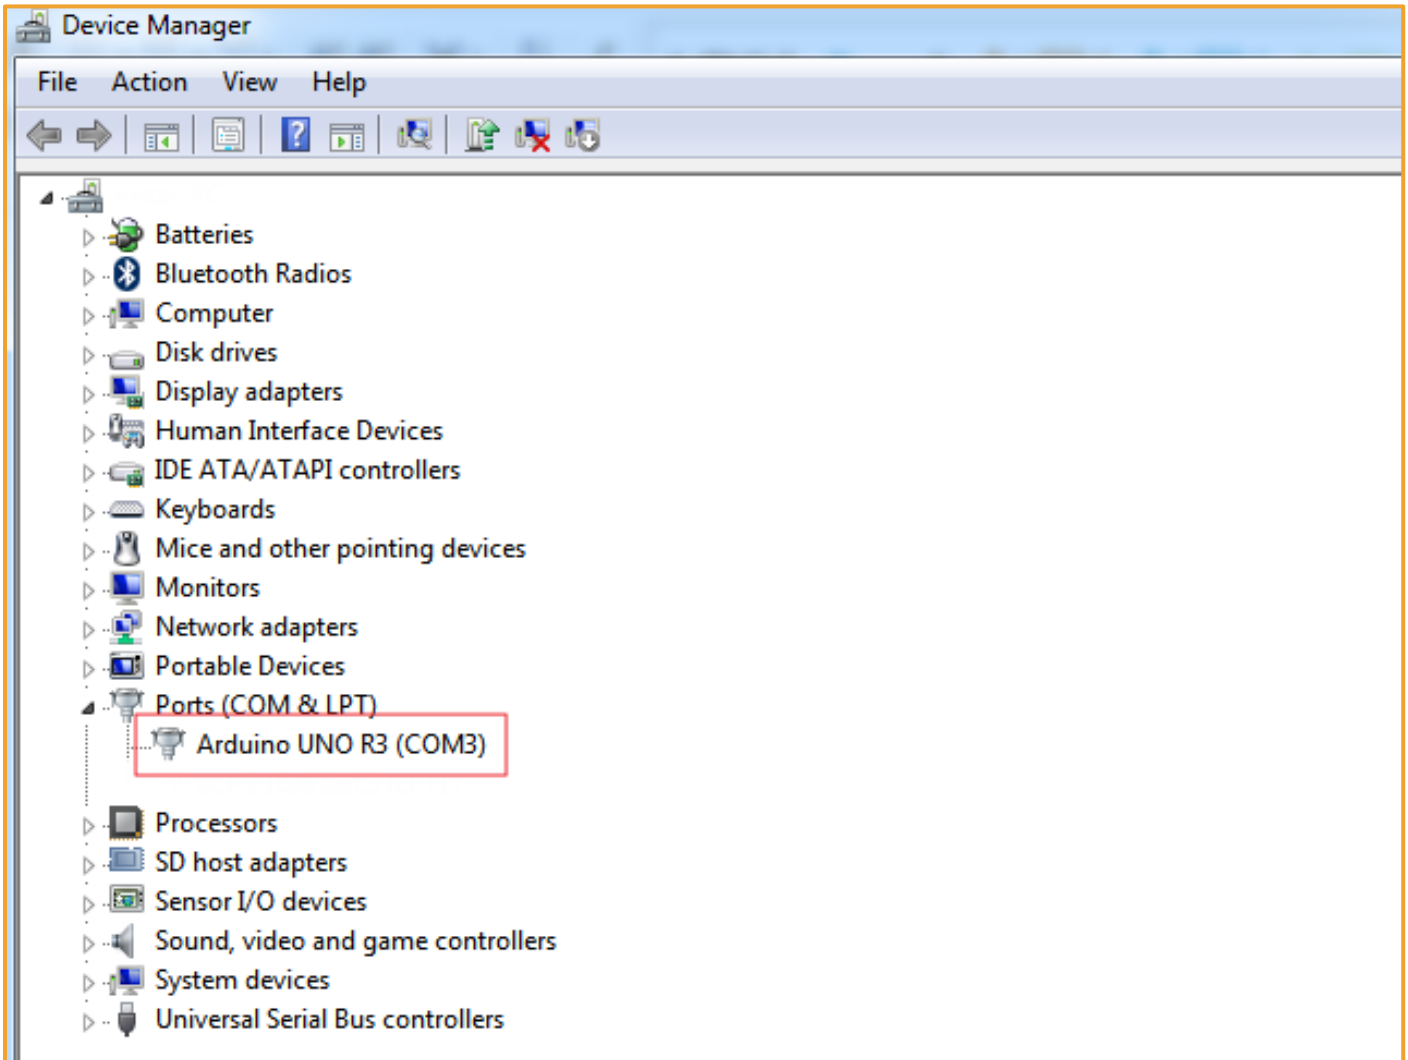 Device Manager
File Action View Help
Batteries
Bluetooth Radios
Computer
Disk drives
Display adapters
Human Interface Devices
IDE ATA/ATAPI controllers
Keyboards
Mice and other pointing devices
Monitors
Network adapters
Portable Devices
Ports (COM & LPT)
Arduino UNO R3 (COM3)
Processors
SD host adapters
Sensor I/O devices
Sound, video and game controllers
System devices
Universal Serial Bus controllers